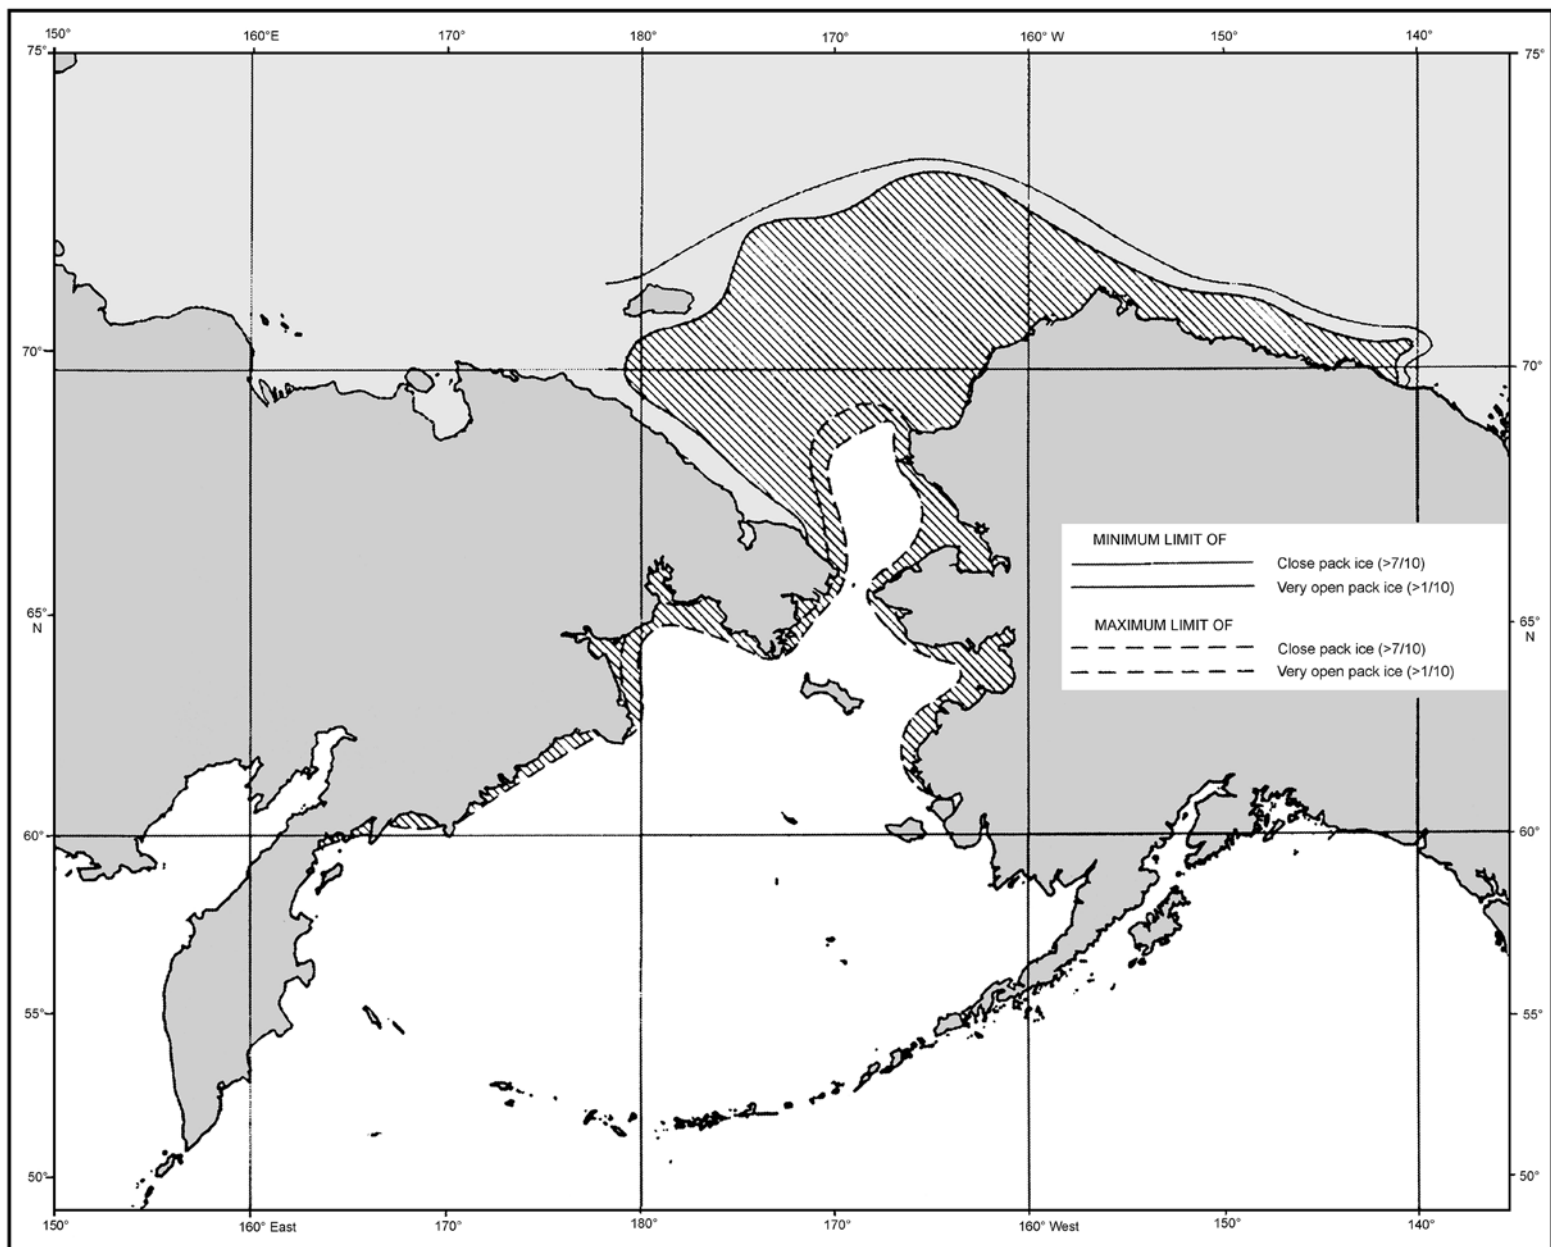 150° 160°E 170° 180° 170° 160° W 150° 140°
75° 75°
70° 70°
MINIMUM LIMIT OF
Close pack ice (>7/10)
Very open pack ice (>1/10)
MAXIMUM LIMIT OF
Close pack ice (>7/10)
Very open pack ice (>1/10)
65° 65°
N N
60° 60°
55° 55°
50° 50°
150° 160° East 170° 180° 170° 160° West 150° 140°